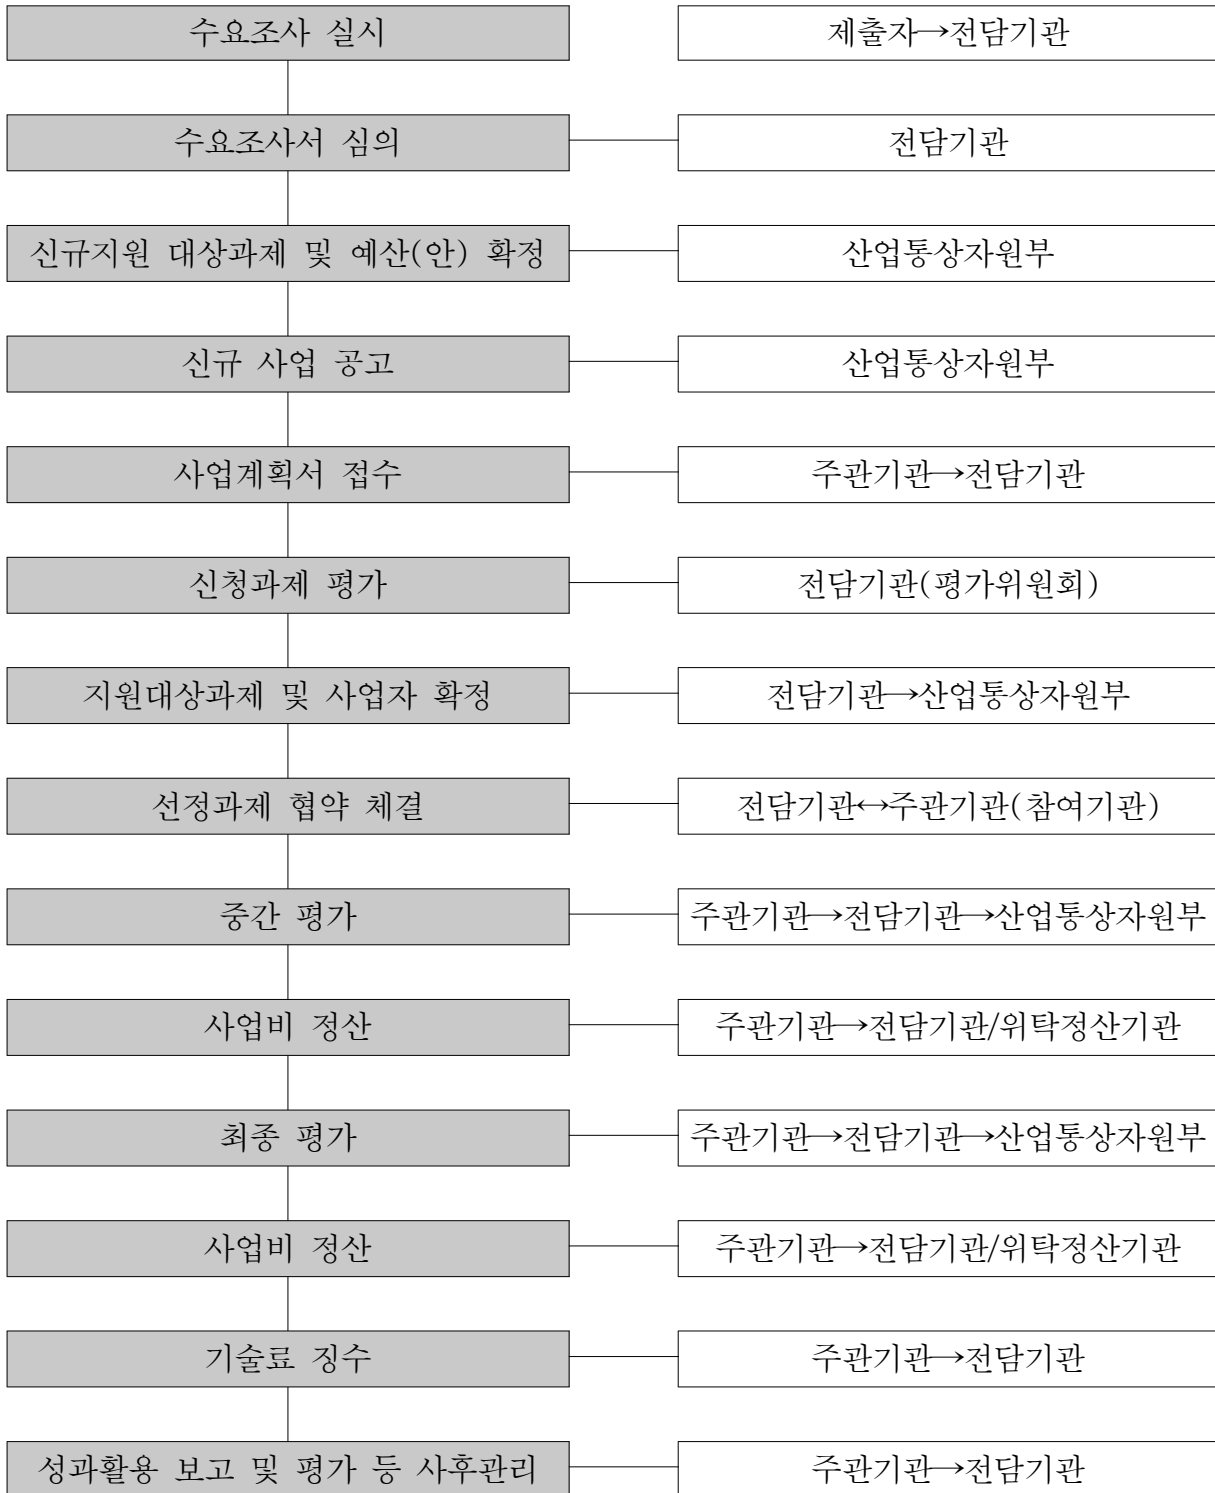 수요조사 실시
제출자→전담기관
수요조사서 심의
전담기관
신규지원 대상과제 및 예산(안) 확정
산업통상자원부
신규 사업 공고
산업통상자원부
사업계획서 접수
주관기관→전담기관
신청과제 평가
전담기관(평가위원회)
지원대상과제 및 사업자 확정
전담기관→산업통상자원부
선정과제 협약 체결
전담기관↔주관기관(참여기관)
중간 평가
주관기관→전담기관→산업통상자원부
사업비 정산
주관기관→전담기관/위탁정산기관
최종 평가
주관기관→전담기관→산업통상자원부
사업비 정산
주관기관→전담기관/위탁정산기관
기술료 징수
주관기관→전담기관
성과활용 보고 및 평가 등 사후관리
주관기관→전담기관